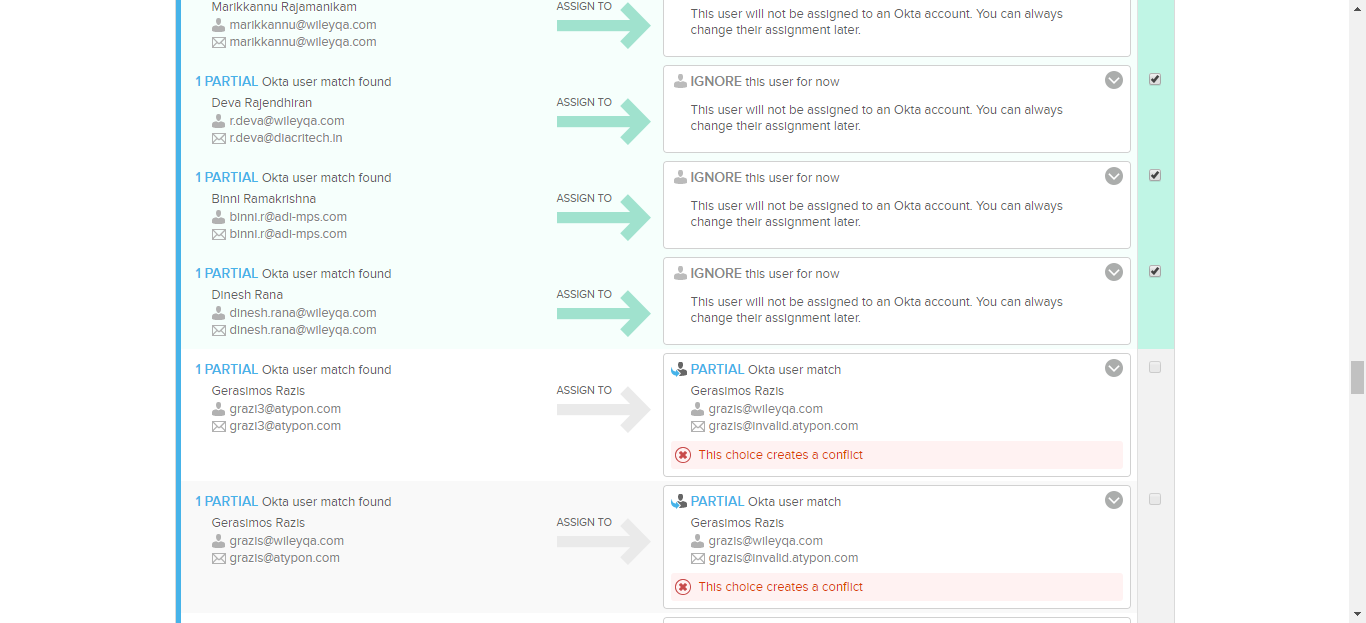 Marikkannu Rajamanikam
marikkannu@wileyqa.com
marikkannu@wileyqa.com
ASSIGN TO
This user will not be assigned to an Okta account. You can always
change their assignment later.
1 PARTIAL Okta user match found
Deva Rajendhiran
r.deva@wileyqa.com
r.deva@diacritech.in
ASSIGN TO
IGNORE this user for now
This user will not be assigned to an Okta account. You can always
change their assignment later.
1 PARTIAL Okta user match found
Binni Ramakrishna
binni.r@adi-mps.com
binni.r@adi-mps.com
ASSIGN TO
IGNORE this user for now
This user will not be assigned to an Okta account. You can always
change their assignment later.
1 PARTIAL Okta user match found
Dinesh Rana
dinesh.rana@wileyqa.com
dinesh.rana@wileyqa.com
ASSIGN TO
IGNORE this user for now
This user will not be assigned to an Okta account. You can always
change their assignment later.
1 PARTIAL Okta user match found
Gerasimos Razis
grazi3@atypon.com
grazi3@atypon.com
ASSIGN TO
PARTIAL Okta user match
Gerasimos Razis
grazis@wileyqa.com
grazis@invalid.atypon.com
This choice creates a conflict
1 PARTIAL Okta user match found
Gerasimos Razis
grazis@wileyqa.com
grazis@atypon.com
ASSIGN TO
PARTIAL Okta user match
Gerasimos Razis
grazis@wileyqa.com
grazis@invalid.atypon.com
This choice creates a conflict